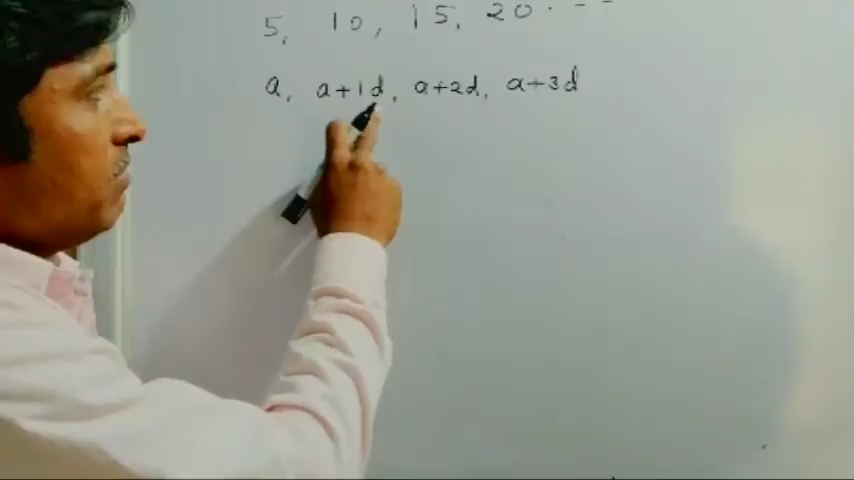 5, 10, 15, 20 . - -
a, a+1d, a+2d, a+3d